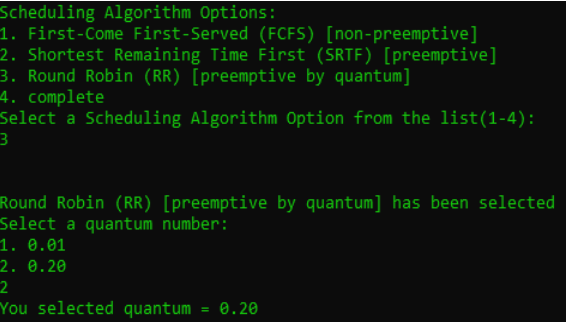 Scheduling Algorithm Options:
1. First-Come First-Served (FCFS) [non-preemptive]
2. Shortest Remaining Time First (SRTF) [preemptive]
3. Round Robin (RR) [preemptive by quantum]
4. complete
Select a Scheduling Algorithm Option from the list(1-4):
3
Round Robin (RR) [preemptive by quantum] has been selected
Select a quantum number:
1. 0.01
2. 0.20
2
You selected quantum = 0.20